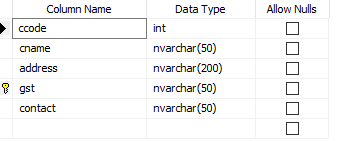 Column Name Data Type Allow Nulls
ccode int
cname nvarchar(50)
address nvarchar(200)
gst nvarchar(50)
contact nvarchar(50)